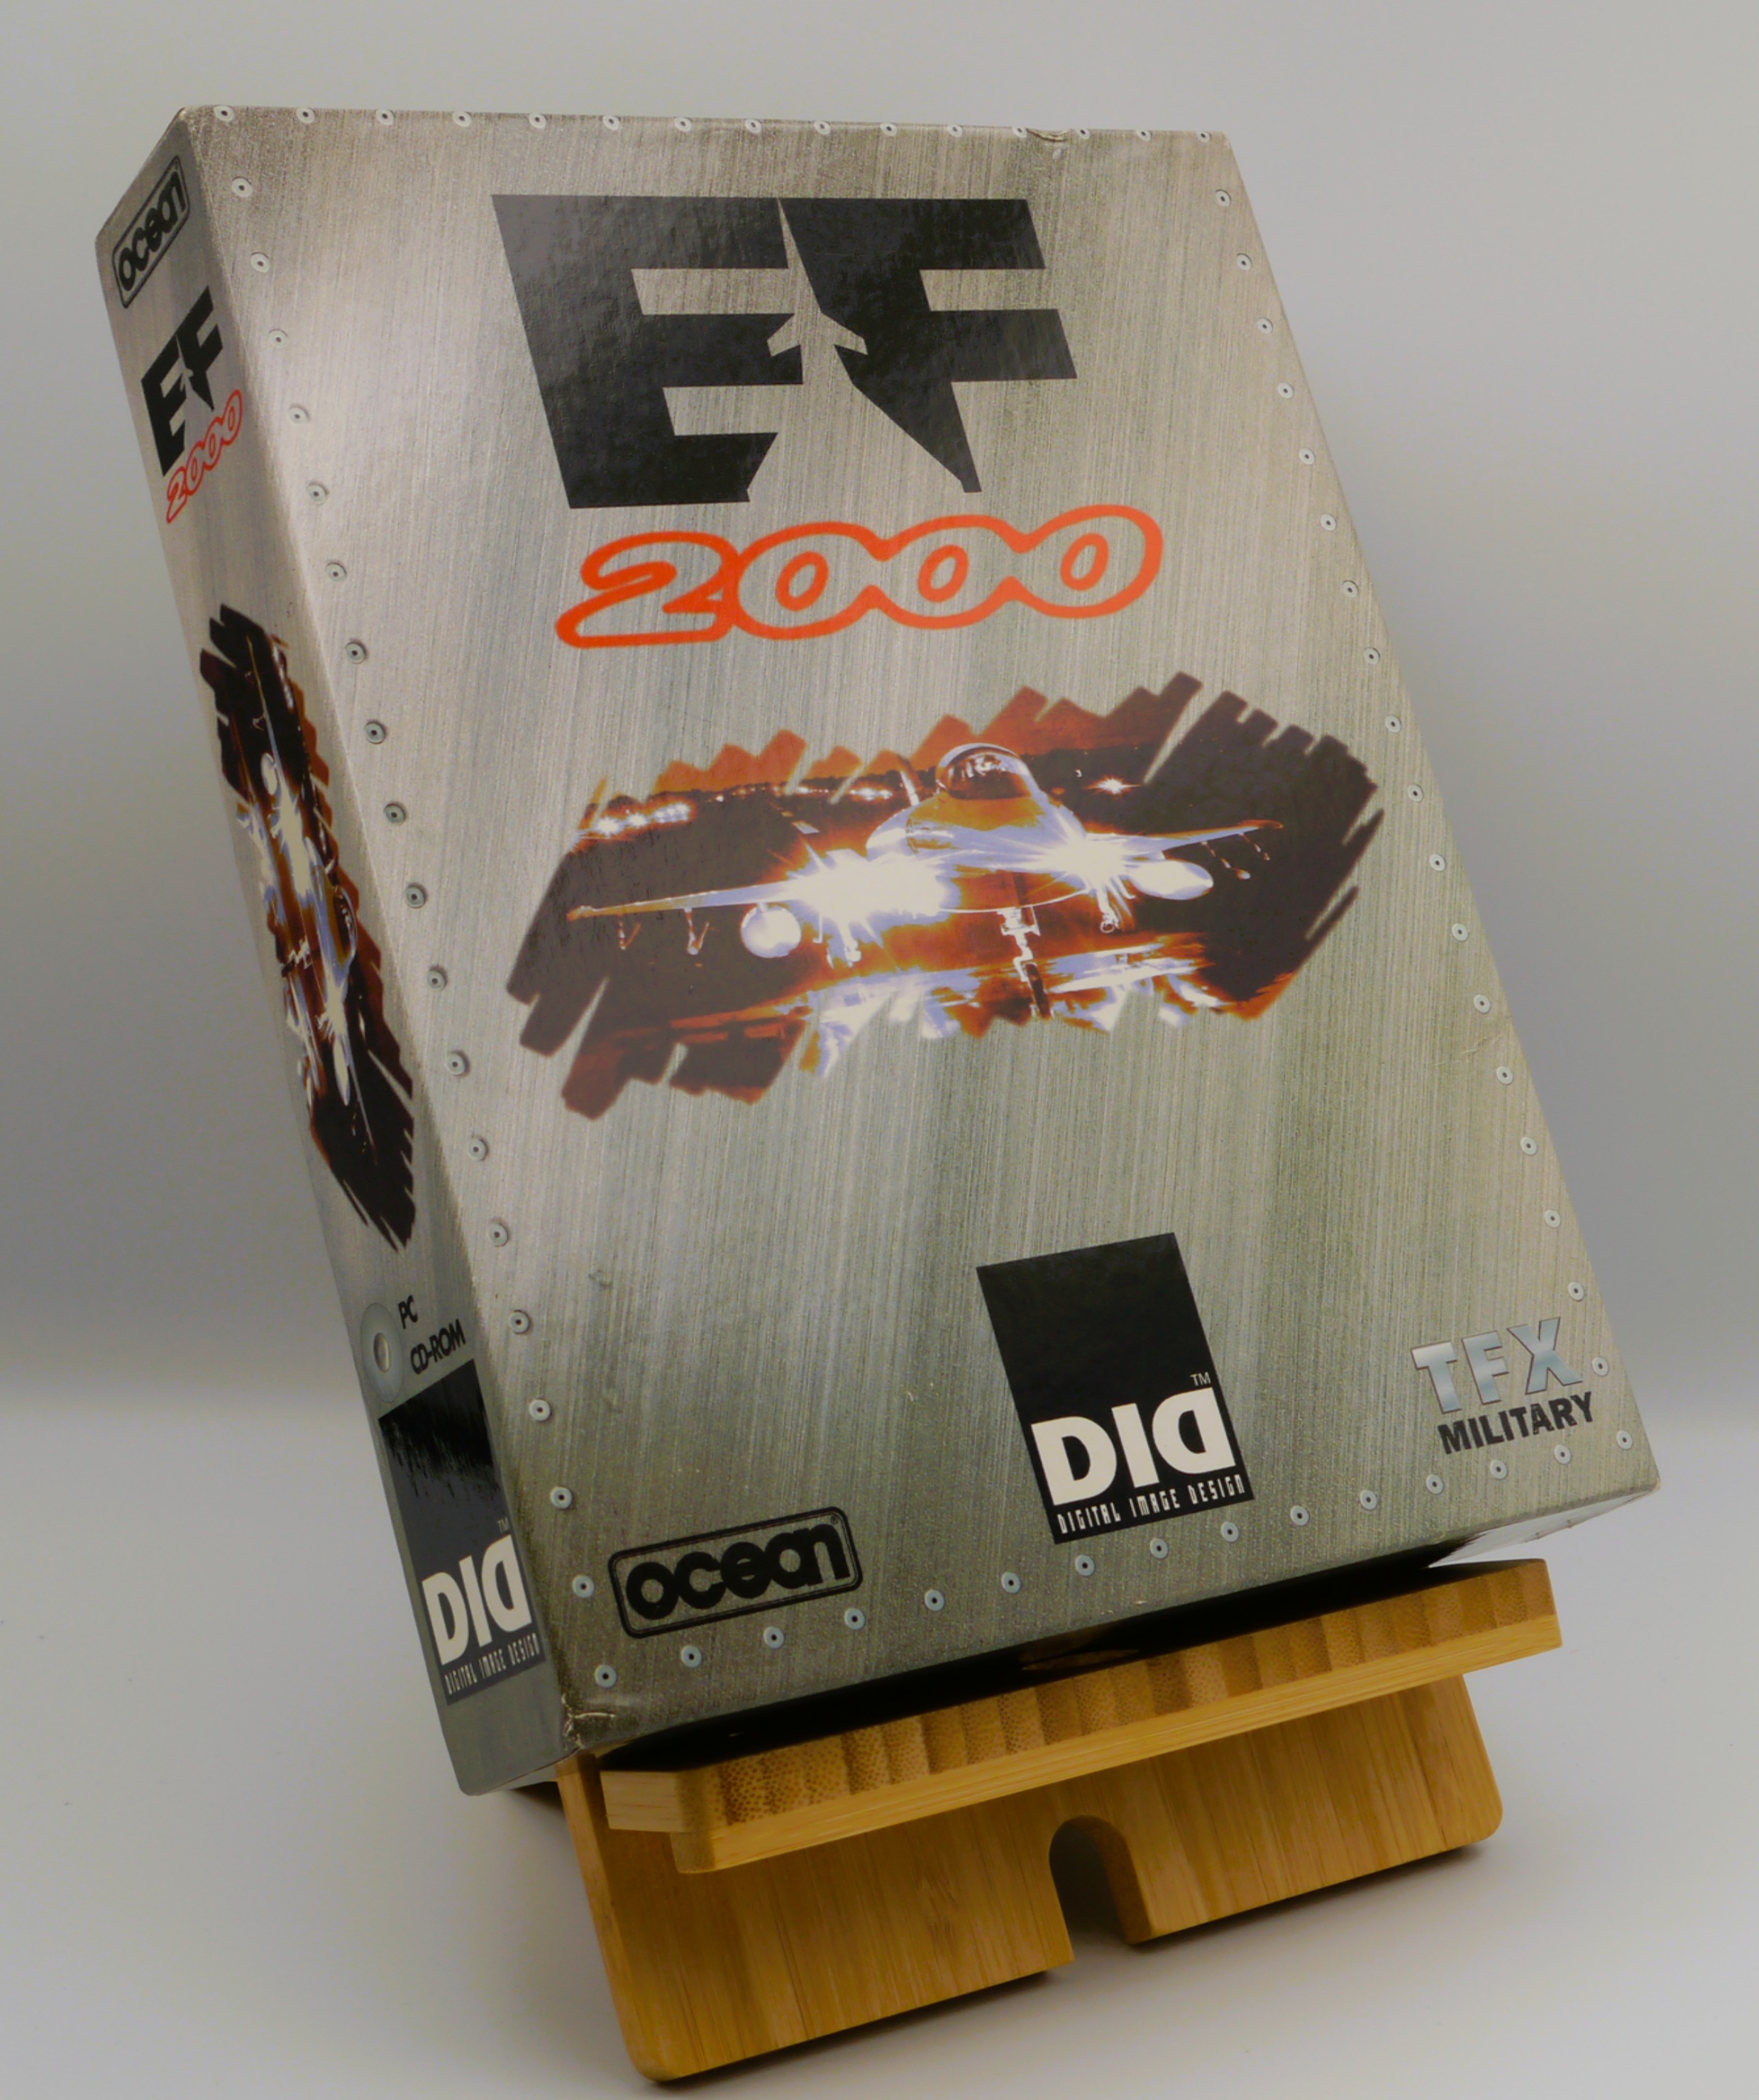 ocean
EF
2000
PC
CD-ROM
TM
DID
DIGITAL IMAGE DESIGN
EF
2000
ocean
TM
DID
DIGITAL IMAGE DESIGN
TFX
MILITARY